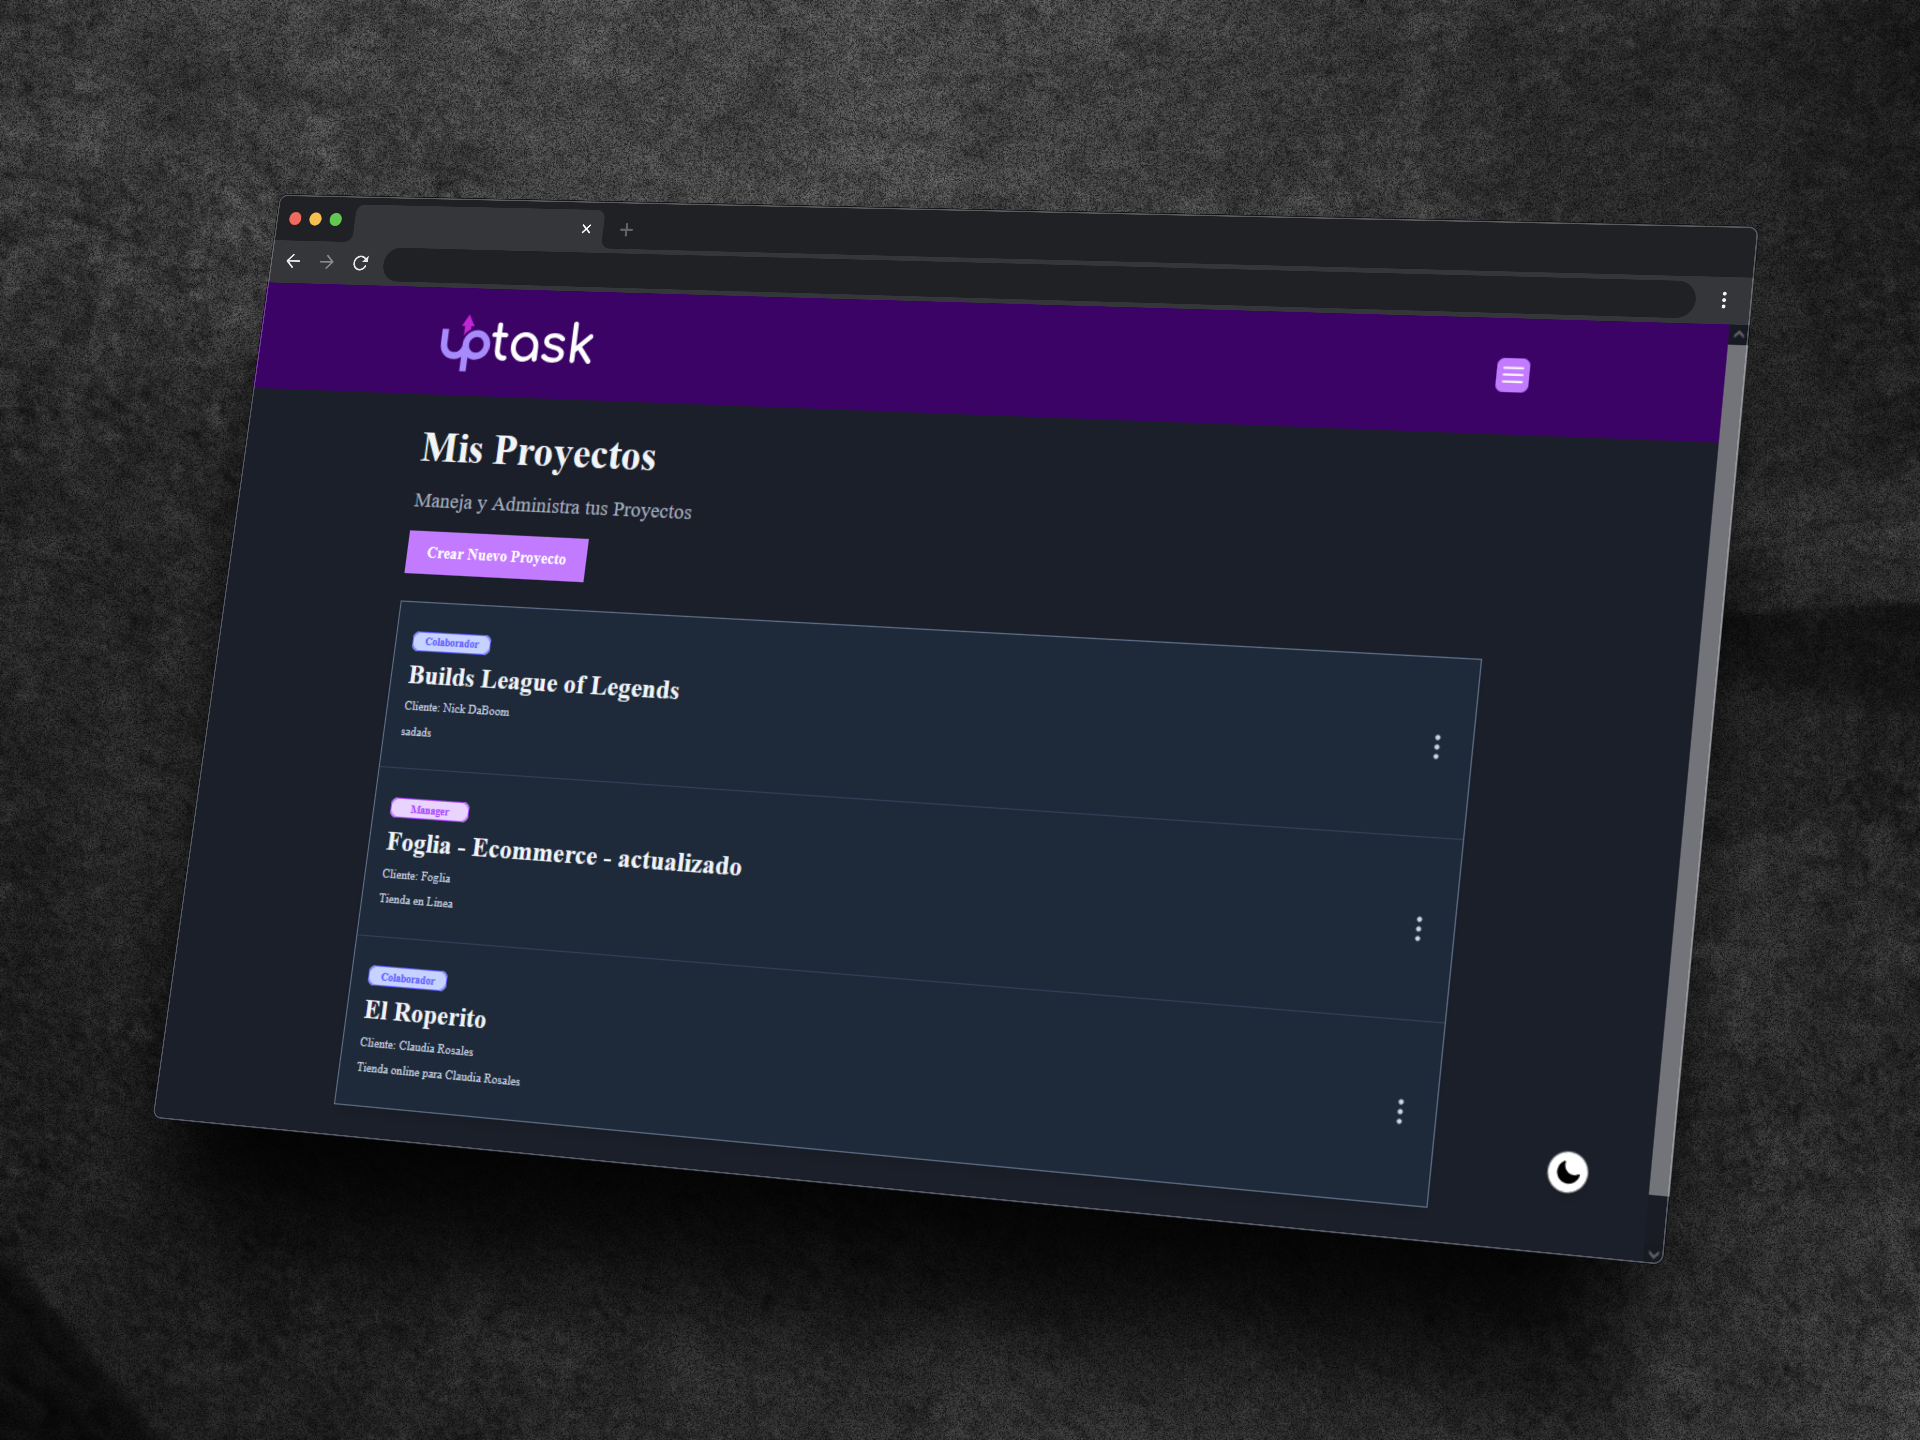 uptask
Mis Proyectos
Maneja y Administra tus Proyectos
Crear Nuevo Proyecto
Colaborador
Builds League of Legends
Cliente: Nick DaBoom
sadads
Manager
Foglia - Ecommerce - actualizado
Cliente: Foglia
Tienda en Linea
Colaborador
El Roperito
Cliente: Claudia Rosales
Tienda online para Claudia Rosales